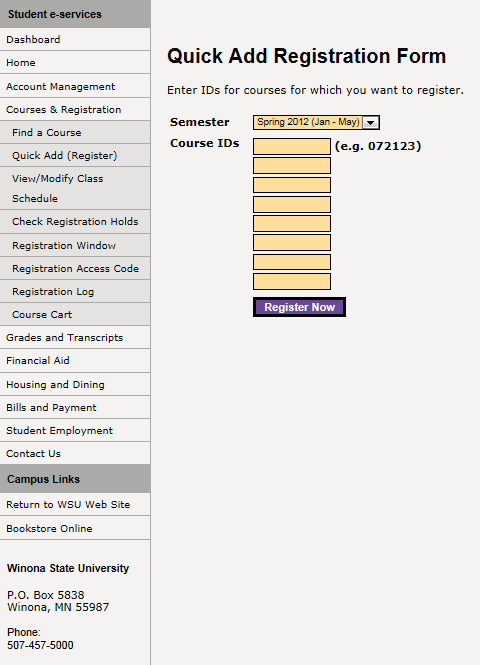 Student e-services
Dashboard
Home
Account Management
Courses & Registration
Find a Course
Quick Add (Register)
View/Modify Class
Schedule
Check Registration Holds
Registration Window
Registration Access Code
Registration Log
Course Cart
Grades and Transcripts
Financial Aid
Housing and Dining
Bills and Payment
Student Employment
Contact Us
Campus Links
Return to WSU Web Site
Bookstore Online
Winona State University
P.O. Box 5838
Winona, MN 55987
Phone:
507-457-5000
Quick Add Registration Form
Enter IDs for courses for which you want to register.
Semester Spring 2012 (Jan - May)
Course IDs (e.g. 072123)
Register Now